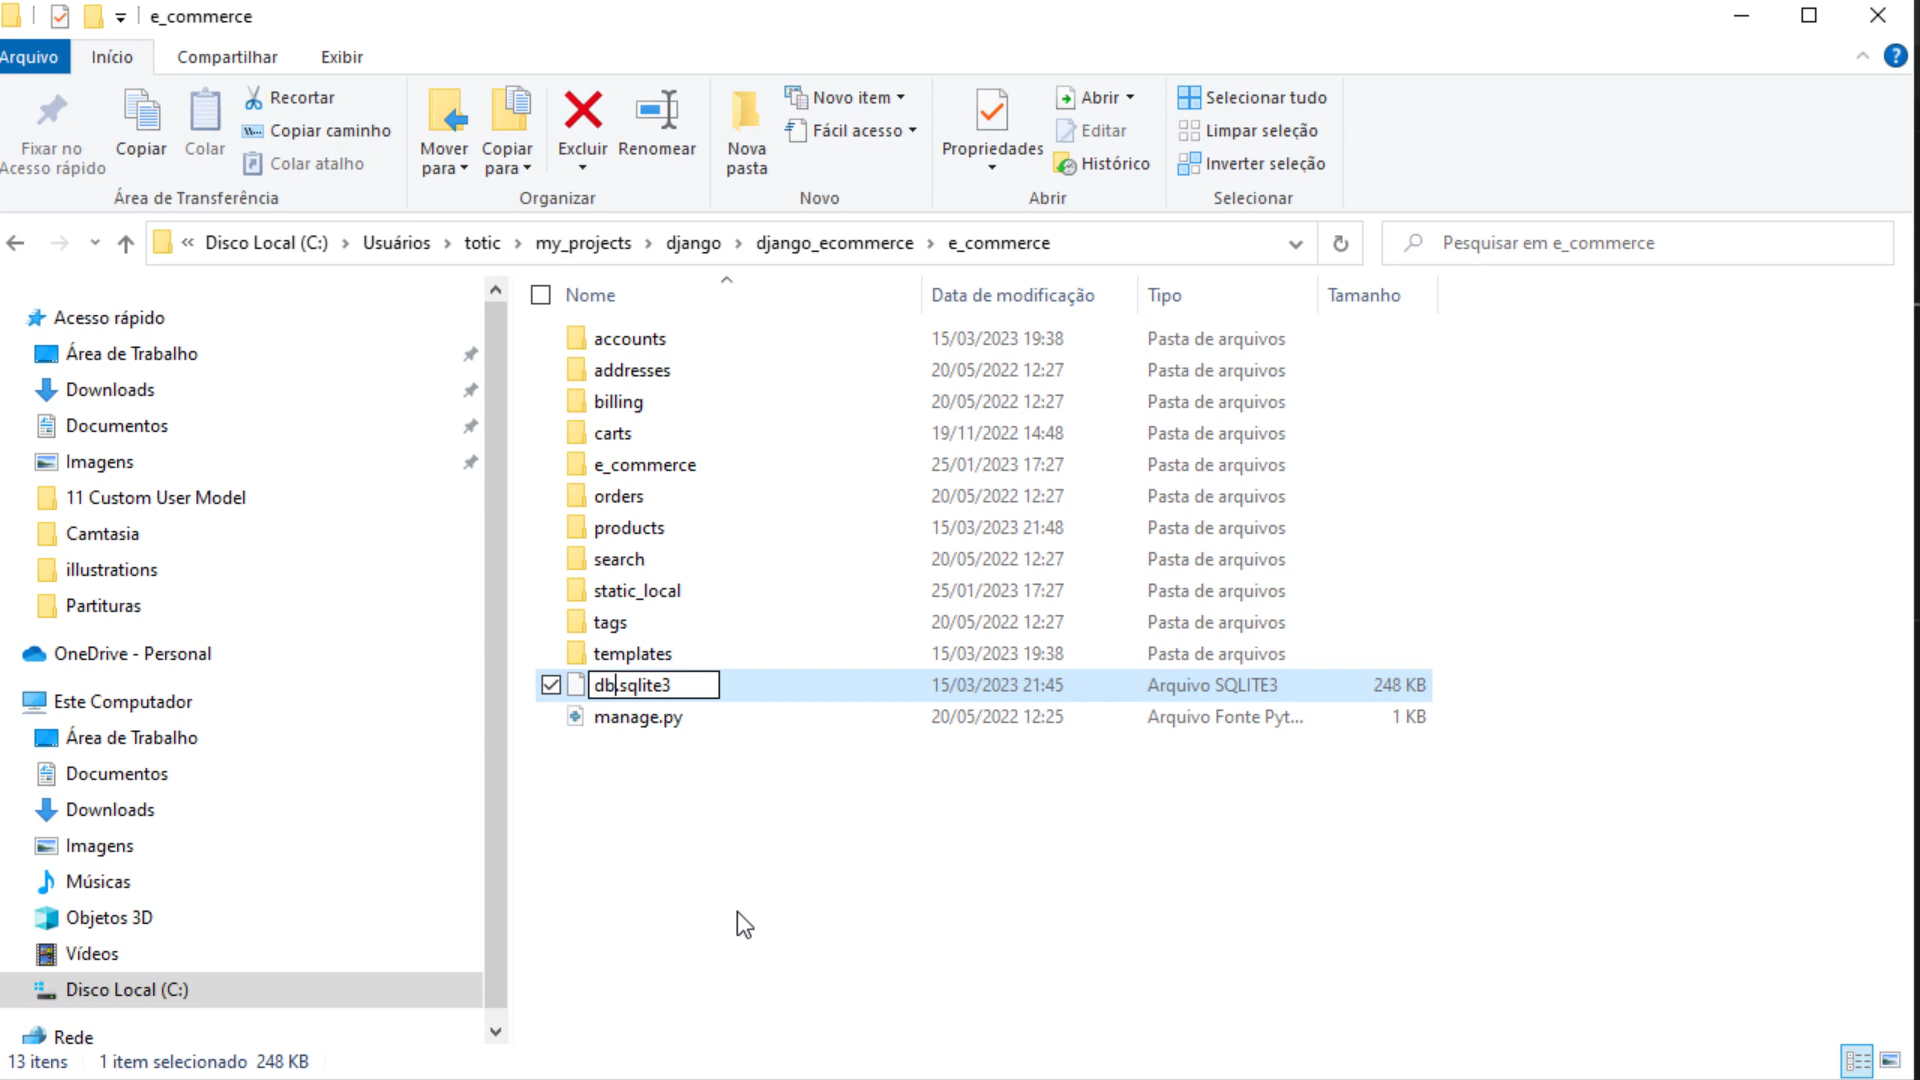 e_commerce
Arquivo
Início
Compartilhar
Exibir
?
Fixar no
Acesso rápido
Copiar
Colar
Recortar
Copiar caminho
Colar atalho
Área de Transferência
Mover
para
Copiar
para
Excluir
Renomear
Organizar
Nova
pasta
Novo item
Fácil acesso
Novo
Propriedades
Abrir
Editar
Histórico
Abrir
Selecionar tudo
Limpar seleção
Inverter seleção
Selecionar
« Disco Local (C:) › Usuários › totic › my_projects › django › django_ecommerce › e_commerce
Pesquisar em e_commerce
Acesso rápido
Área de Trabalho
Downloads
Documentos
Imagens
11 Custom User Model
Camtasia
illustrations
Partituras
OneDrive - Personal
Este Computador
Área de Trabalho
Documentos
Downloads
Imagens
Músicas
Objetos 3D
Vídeos
Disco Local (C:)
Rede
Nome Data de modificação Tipo Tamanho
accounts 15/03/2023 19:38 Pasta de arquivos
addresses 20/05/2022 12:27 Pasta de arquivos
billing 20/05/2022 12:27 Pasta de arquivos
carts 19/11/2022 14:48 Pasta de arquivos
e_commerce 25/01/2023 17:27 Pasta de arquivos
orders 20/05/2022 12:27 Pasta de arquivos
products 15/03/2023 21:48 Pasta de arquivos
search 20/05/2022 12:27 Pasta de arquivos
static_local 25/01/2023 17:27 Pasta de arquivos
tags 20/05/2022 12:27 Pasta de arquivos
templates 15/03/2023 19:38 Pasta de arquivos
db.sqlite3 15/03/2023 21:45 Arquivo SQLITE3 248 KB
manage.py 20/05/2022 12:25 Arquivo Fonte Pyt... 1 KB
13 itens 1 item selecionado 248 KB